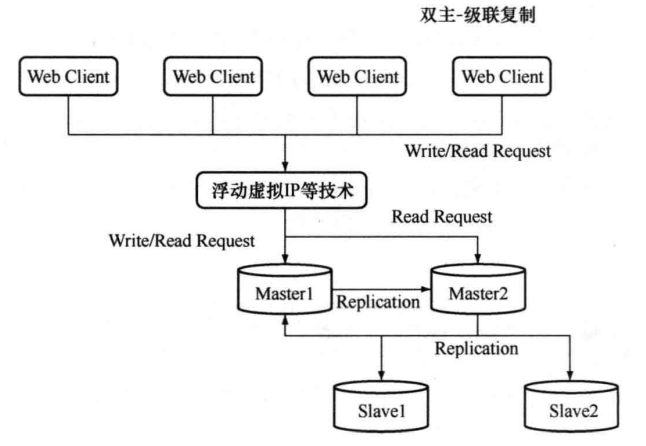 双主-级联复制
Web Client
Web Client
Web Client
Web Client
Write/Read Request
浮动虚拟IP等技术
Read Request
Write/Read Request
Master1
Replication
Master2
Replication
Slave1
Slave2